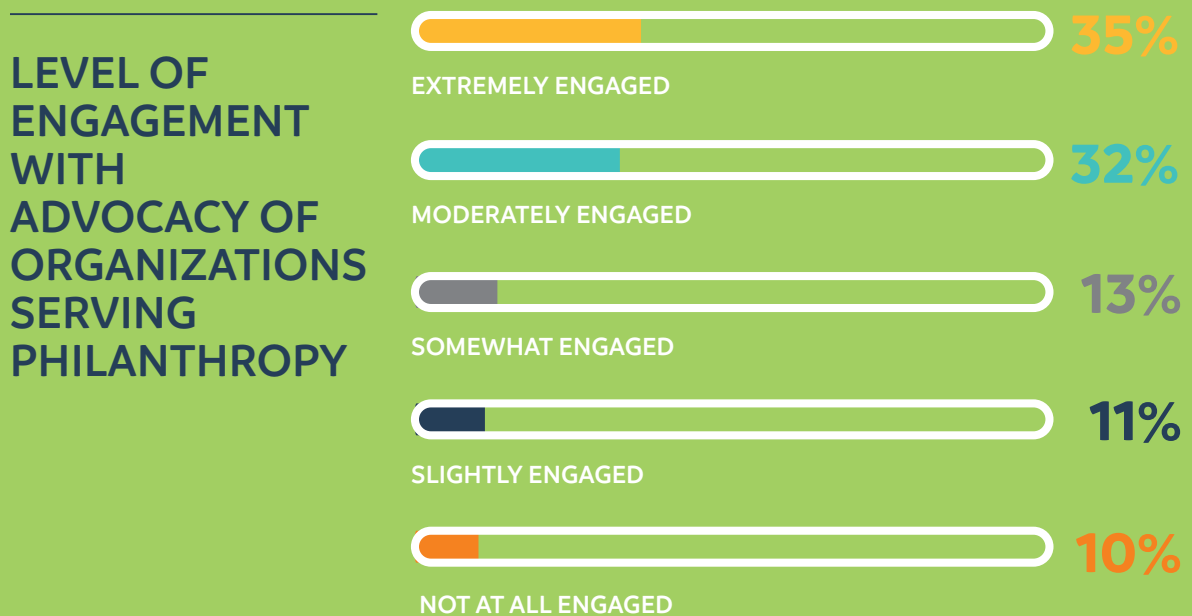 LEVEL OF
ENGAGEMENT
WITH
ADVOCACY OF
ORGANIZATIONS
SERVING
PHILANTHROPY
35%
EXTREMELY ENGAGED
32%
MODERATELY ENGAGED
13%
SOMEWHAT ENGAGED
11%
SLIGHTLY ENGAGED
10%
NOT AT ALL ENGAGED